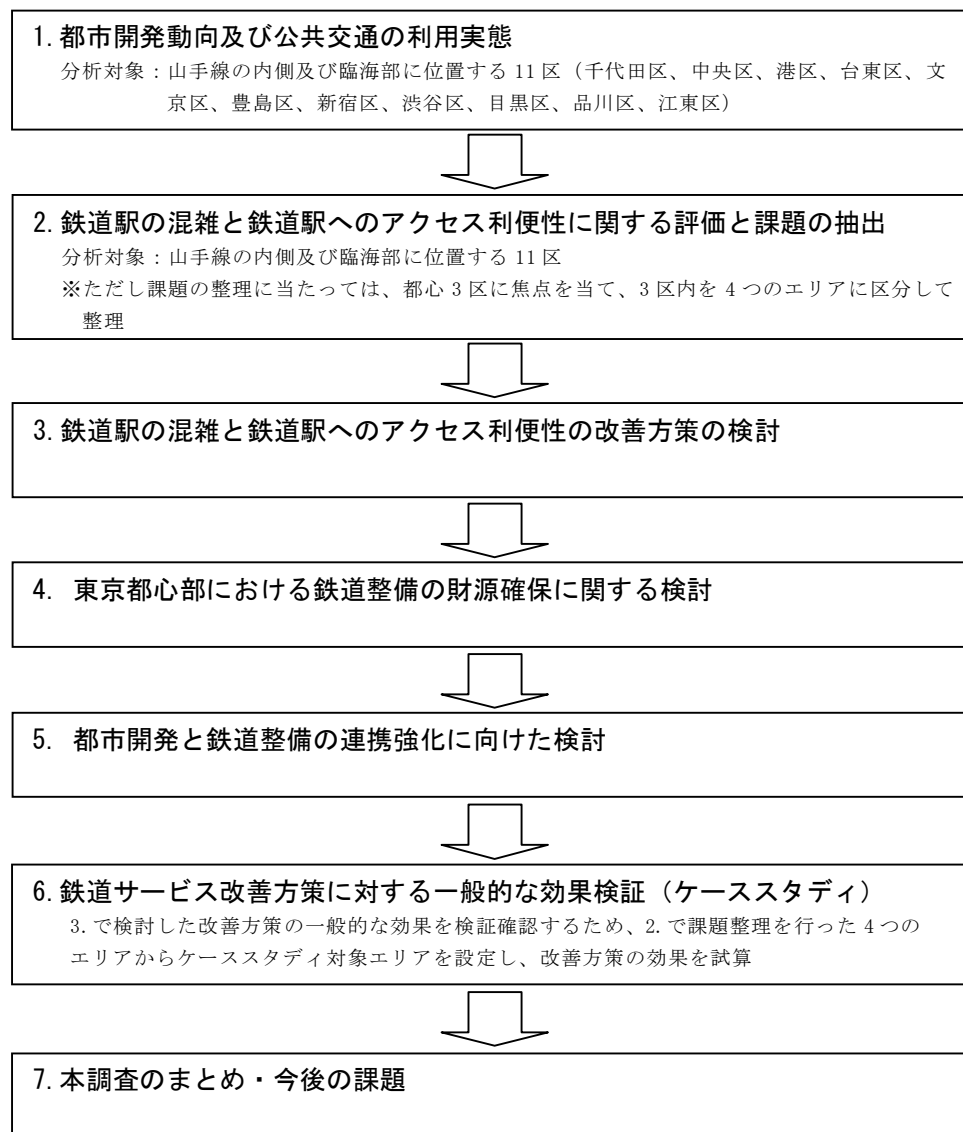 1. 都市開発動向及び公共交通の利用実態
分析対象：山手線の内側及び臨海部に位置する 11 区（千代田区、中央区、港区、台東区、文
京区、豊島区、新宿区、渋谷区、目黒区、品川区、江東区）
2. 鉄道駅の混雑と鉄道駅へのアクセス利便性に関する評価と課題の抽出
分析対象：山手線の内側及び臨海部に位置する 11 区
※ただし課題の整理に当たっては、都心 3 区に焦点を当て、3 区内を 4 つのエリアに区分して
整理
3. 鉄道駅の混雑と鉄道駅へのアクセス利便性の改善方策の検討
4. 東京都心部における鉄道整備の財源確保に関する検討
5. 都市開発と鉄道整備の連携強化に向けた検討
6. 鉄道サービス改善方策に対する一般的な効果検証（ケーススタディ）
3. で検討した改善方策の一般的な効果を検証確認するため、2. で課題整理を行った 4 つの
エリアからケーススタディ対象エリアを設定し、改善方策の効果を試算
7. 本調査のまとめ・今後の課題